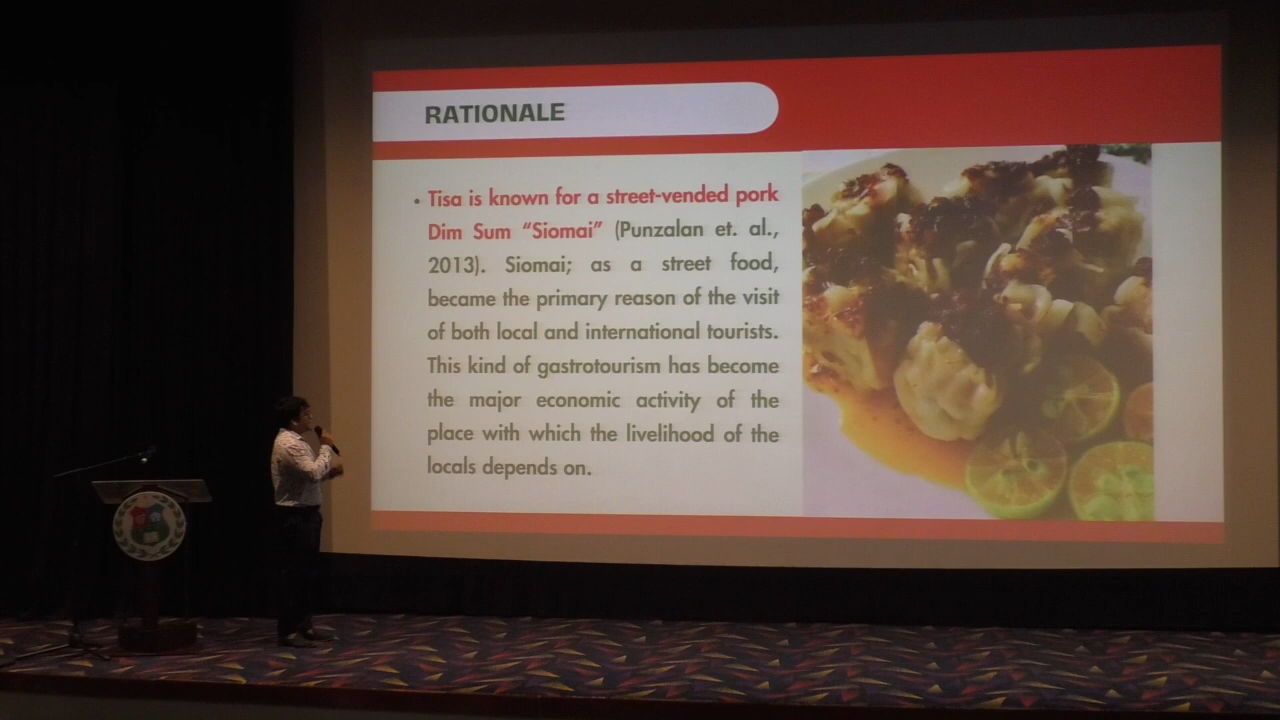 RATIONALE
• Tisa is known for a street-vended pork
Dim Sum “Siomai” (Punzalan et. al.,
2013). Siomai; as a street food,
became the primary reason of the visit
of both local and international tourists.
This kind of gastrotourism has become
the major economic activity of the
place with which the livelihood of the
locals depends on.